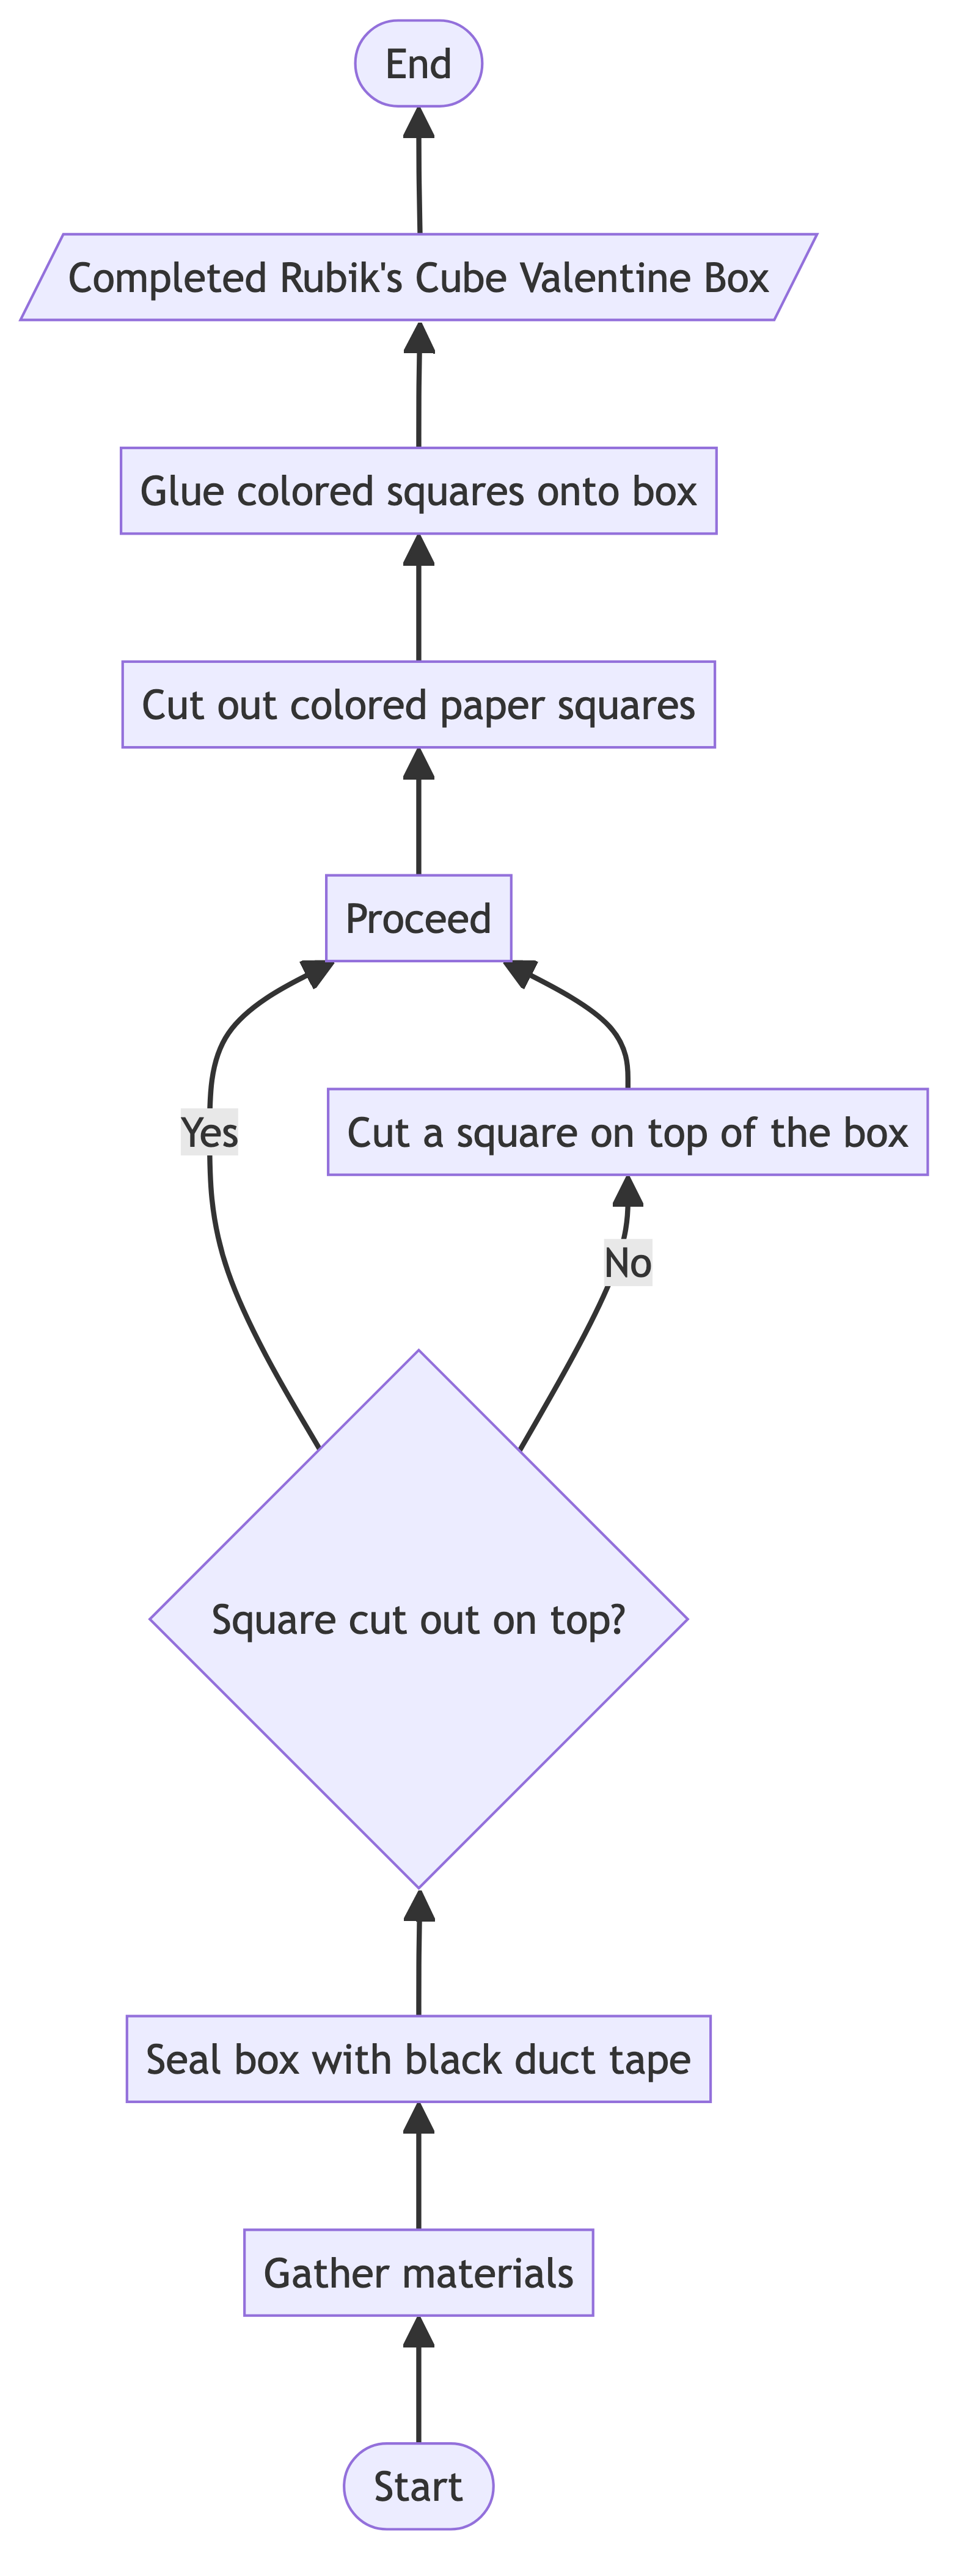 End
Completed Rubik's Cube Valentine Box
Glue colored squares onto box
Cut out colored paper squares
Proceed
Yes
Cut a square on top of the box
No
Square cut out on top?
Seal box with black duct tape
Gather materials
Start